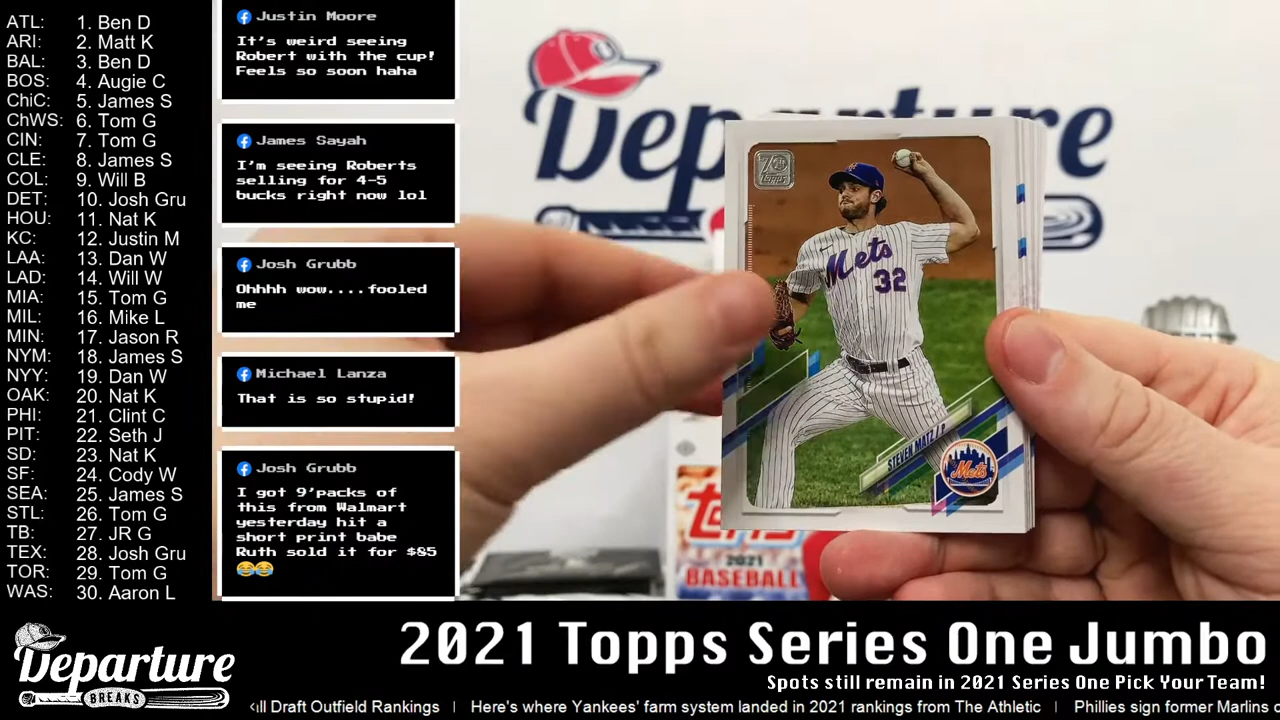 ATL: 1. Ben D
ARI: 2. Matt K
BAL: 3. Ben D
BOS: 4. Augie C
ChiC: 5. James S
ChWS: 6. Tom G
CIN: 7. Tom G
CLE: 8. James S
COL: 9. Will B
DET: 10. Josh Gru
HOU: 11. Nat K
KC: 12. Justin M
LAA: 13. Dan W
LAD: 14. Will W
MIA: 15. Tom G
MIL: 16. Mike L
MIN: 17. Jason R
NYM: 18. James S
NYY: 19. Dan W
OAK: 20. Nat K
PHI: 21. Clint C
PIT: 22. Seth J
SD: 23. Nat K
SF: 24. Cody W
SEA: 25. James S
STL: 26. Tom G
TB: 27. JR G
TEX: 28. Josh Gru
TOR: 29. Tom G
WAS: 30. Aaron L
Justin Moore
It's weird seeing
Robert with the cup!
Feels so soon haha
James Sayah
I'm seeing Roberts
selling for 4-5
bucks right now lol
Josh Grubb
Ohhhh wow....fooled
me
Michael Lanza
That is so stupid!
Josh Grubb
I got 9'packs of
this from Walmart
yesterday hit a
short print babe
Ruth sold it for $85
😂😂
Departure
70
Topps
Mets
32
STEVEN MATZ / P
Mets
Topps
2021
BASEBALL
Departure
BREAKS
2021 Topps Series One Jumbo
Spots still remain in 2021 Series One Pick Your Team!
ll Draft Outfield Rankings | Here's where Yankees' farm system landed in 2021 rankings from The Athletic | Phillies sign former Marlins c